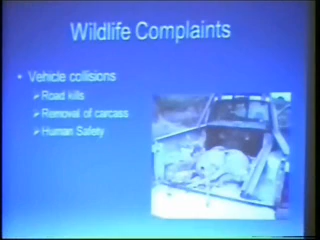 Wildlife Complaints
• Vehicle collisions
➢ Road kills
➢ Removal of carcass
➢ Human Safety